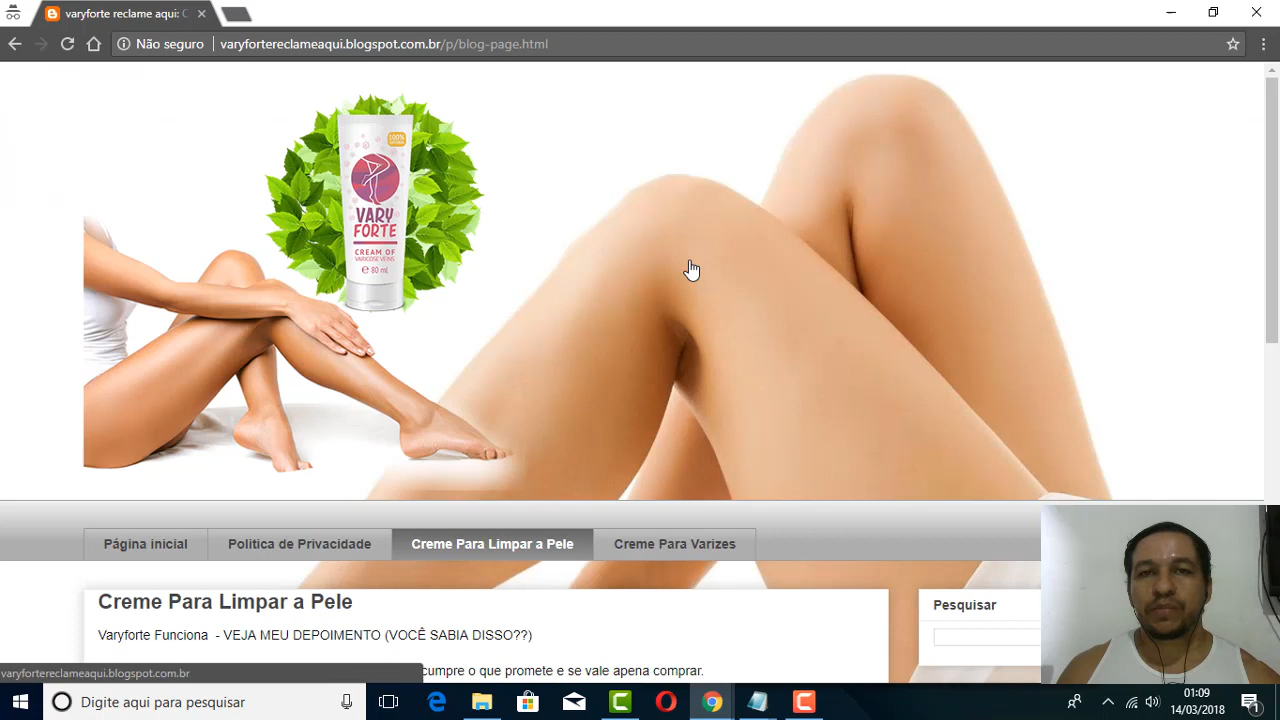 varyforte reclame aqui: C
Não seguro
varyfortereclameaqui.blogspot.com.br/p/blog-page.html
100%
VARY
FORTE
CREAM OF
VARICOSE VEINS
℮ 80 ml
Página inicial
Politica de Privacidade
Creme Para Limpar a Pele
Creme Para Varizes
Creme Para Limpar a Pele
Pesquisar
Varyforte Funciona - VEJA MEU DEPOIMENTO (VOCÊ SABIA DISSO??)
cumpre o que promete e se vale apena comprar.
varyfortereclameaqui.blogspot.com.br
Digite aqui para pesquisar
01:09
14/03/2018